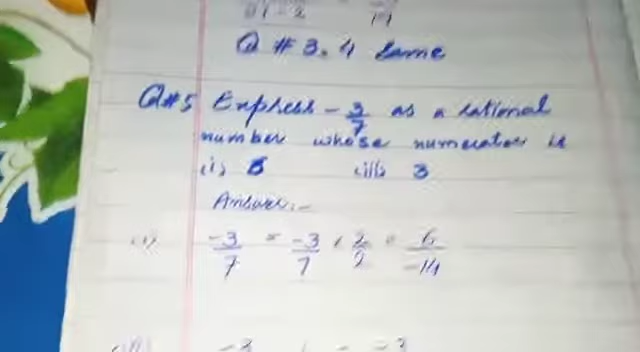 Q # 3. 4 same
Q#5 Express - 3/7 as a rational
number whose numerator is
(i) 6 (iii) 3
Answer:-
(i) -3/7 = -3/7 × 2/2 = 6/-14